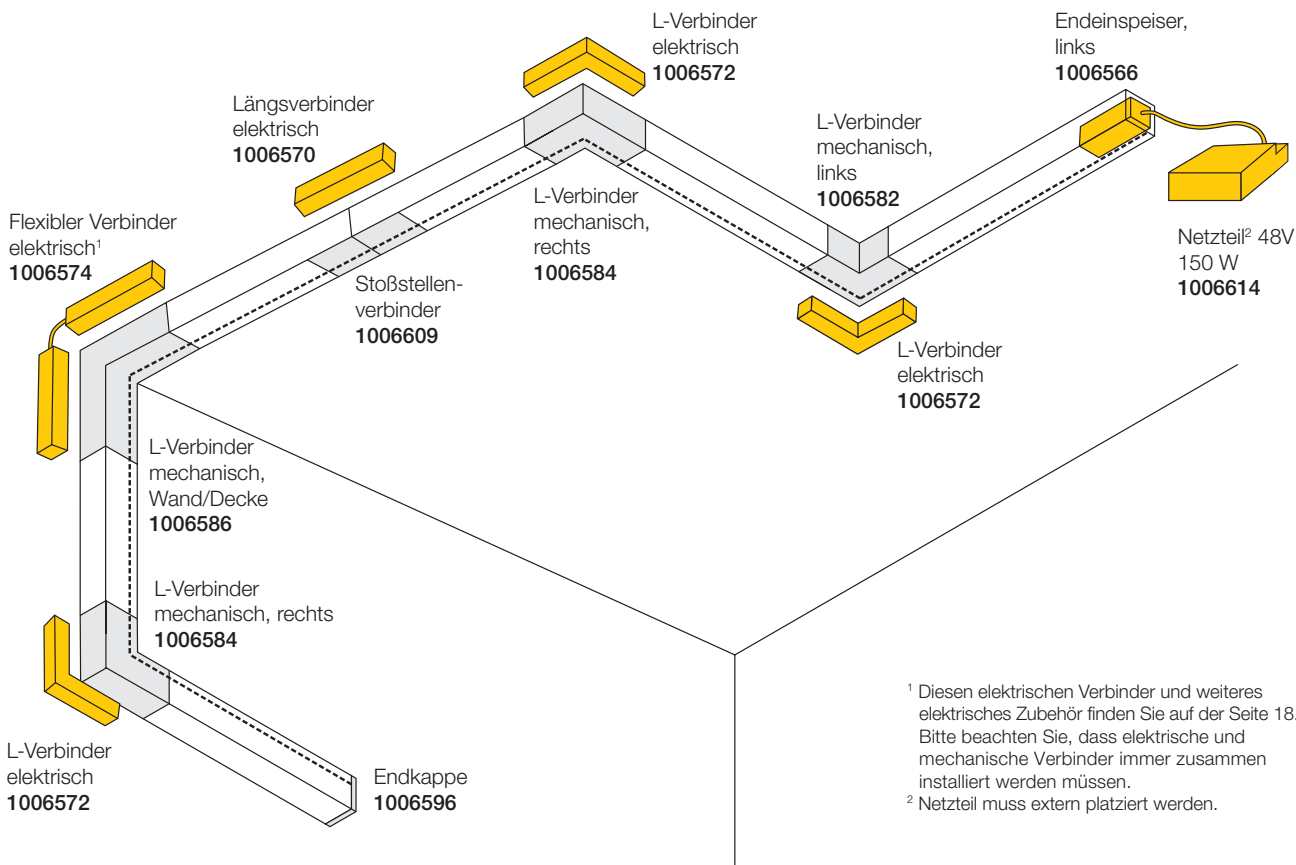 L-Verbinder
elektrisch
1006572
Endeinspeiser,
links
1006566
Längsverbinder
elektrisch
1006570
L-Verbinder
mechanisch,
links
1006582
Flexibler Verbinder
elektrisch¹
1006574
L-Verbinder
mechanisch,
rechts
1006584
Netzteil² 48V
150 W
1006614
Stoßstellen-
verbinder
1006609
L-Verbinder
elektrisch
1006572
L-Verbinder
mechanisch,
Wand/Decke
1006586
L-Verbinder
mechanisch, rechts
1006584
L-Verbinder
elektrisch
1006572
Endkappe
1006596
¹ Diesen elektrischen Verbinder und weiteres
elektrisches Zubehör finden Sie auf der Seite 18.
Bitte beachten Sie, dass elektrische und
mechanische Verbinder immer zusammen
installiert werden müssen.
² Netzteil muss extern platziert werden.